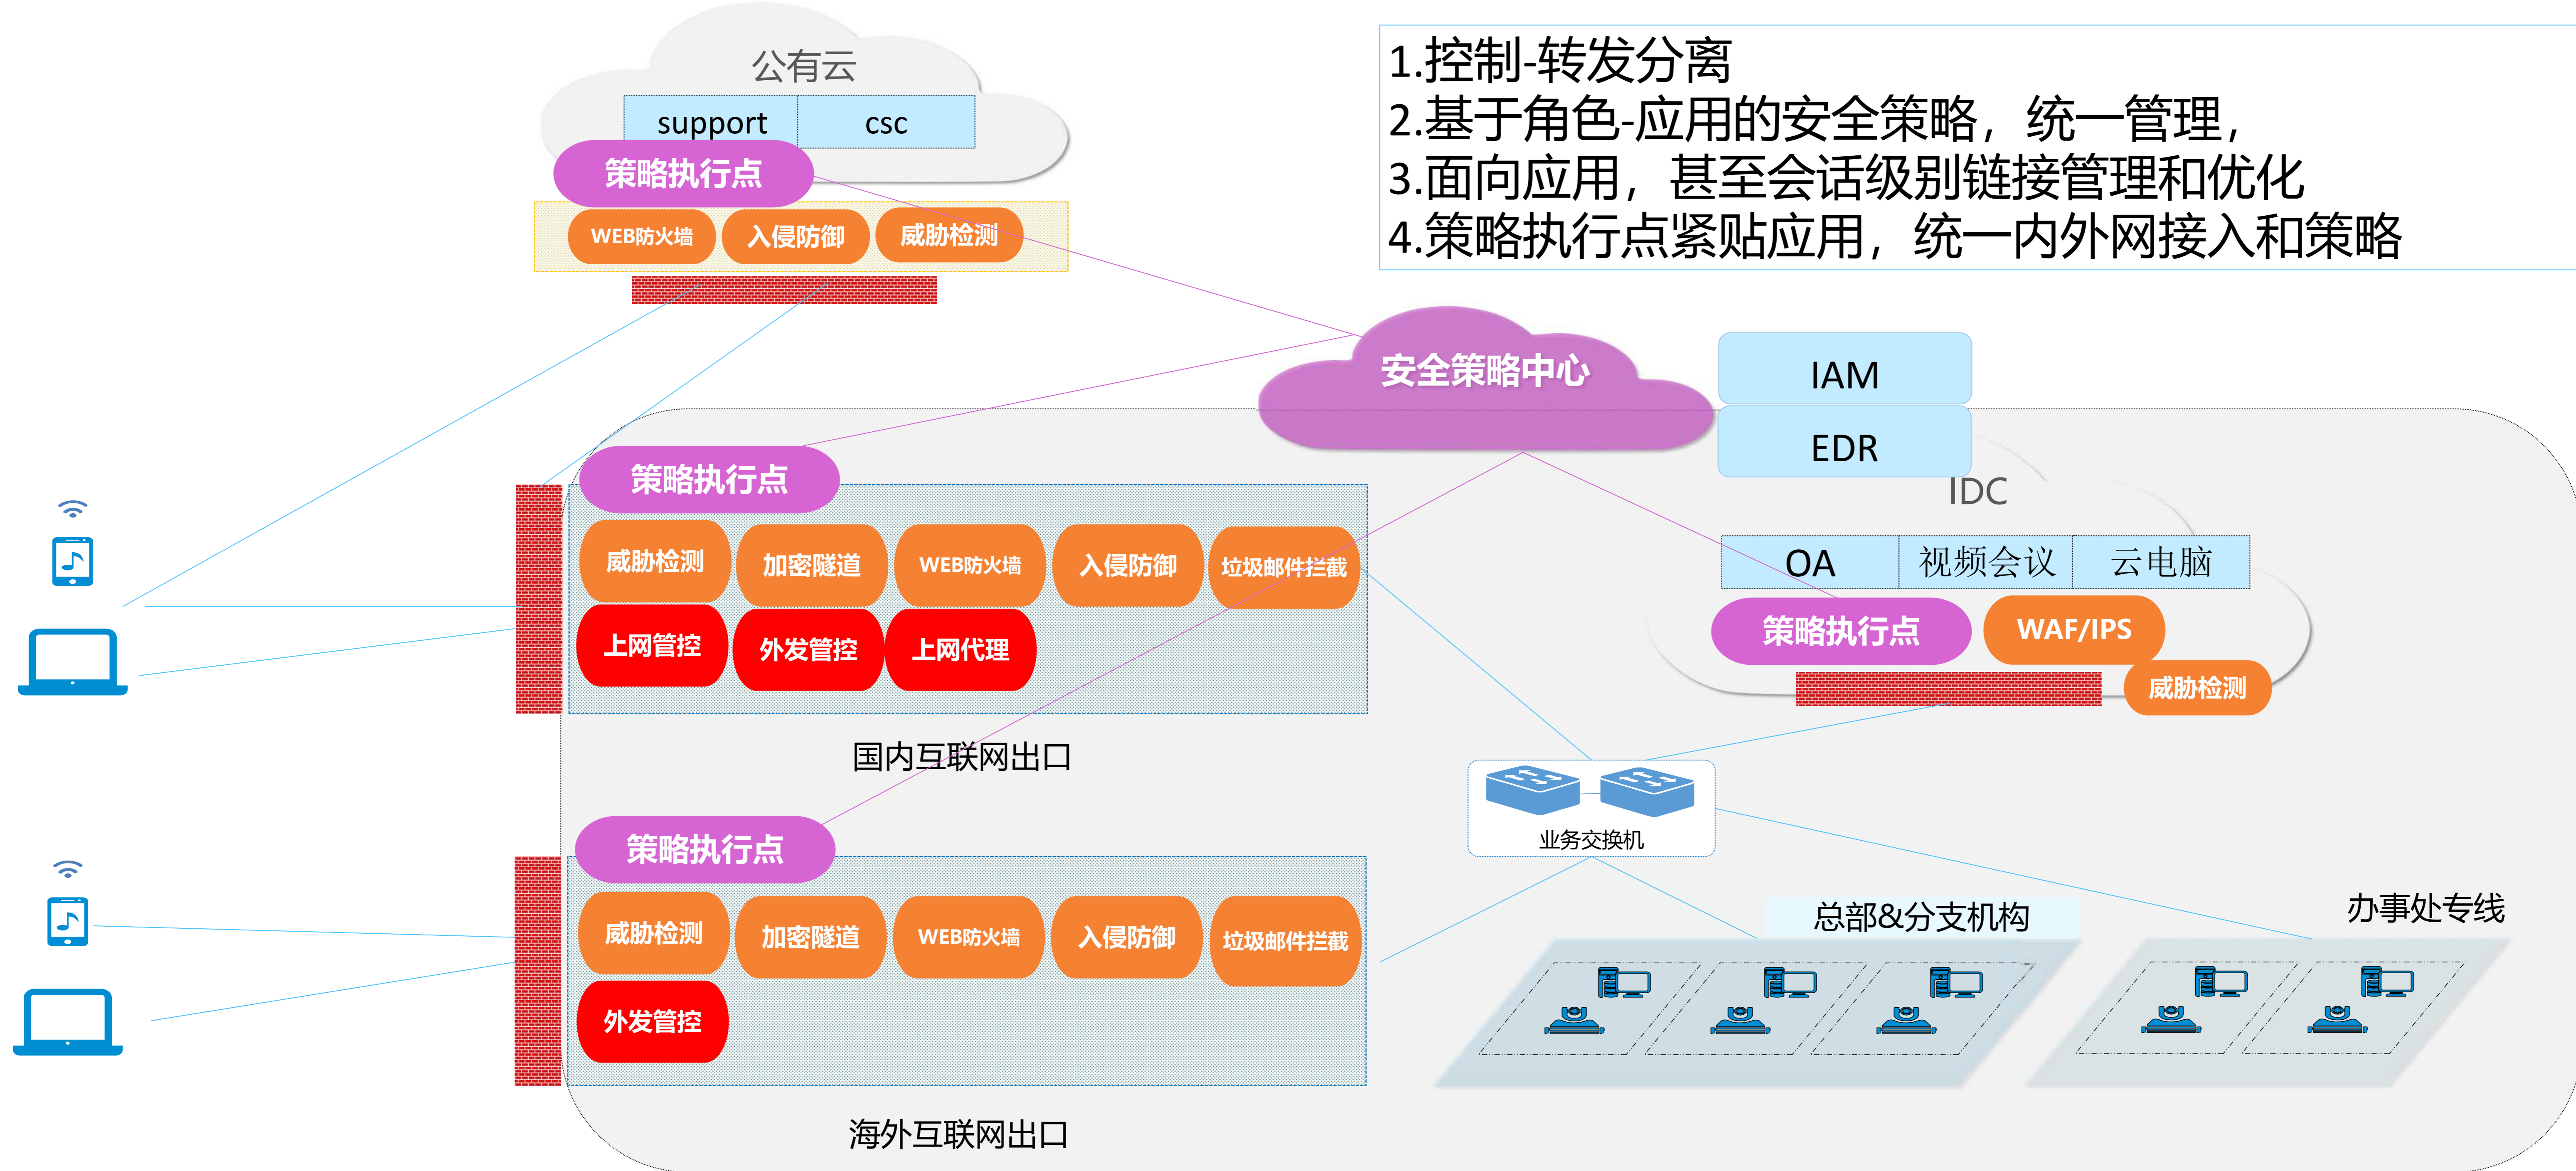 公有云
support csc
策略执行点
WEB防火墙 入侵防御 威胁检测
1.控制-转发分离
2.基于角色-应用的安全策略，统一管理，
3.面向应用，甚至会话级别链接管理和优化
4.策略执行点紧贴应用，统一内外网接入和策略
安全策略中心
IAM
EDR
IDC
OA 视频会议 云电脑
策略执行点 WAF/IPS
威胁检测
策略执行点
威胁检测 加密隧道 WEB防火墙 入侵防御 垃圾邮件拦截
上网管控 外发管控 上网代理
国内互联网出口
业务交换机
策略执行点
威胁检测 加密隧道 WEB防火墙 入侵防御 垃圾邮件拦截
外发管控
海外互联网出口
总部&分支机构
办事处专线